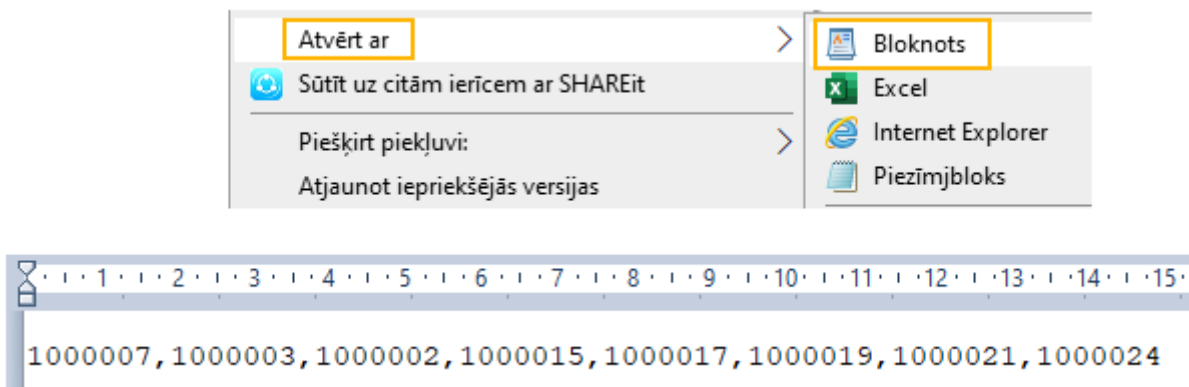 Atvērt ar
Sūtīt uz citām ierīcem ar SHAREit
Piešķirt piekļuvi:
Atjaunot iepriekšējās versijas
Bloknots
Excel
Internet Explorer
Piezīmjbloks
1 2 3 4 5 6 7 8 9 10 11 12 13 14 15
1000007,1000003,1000002,1000015,1000017,1000019,1000021,1000024